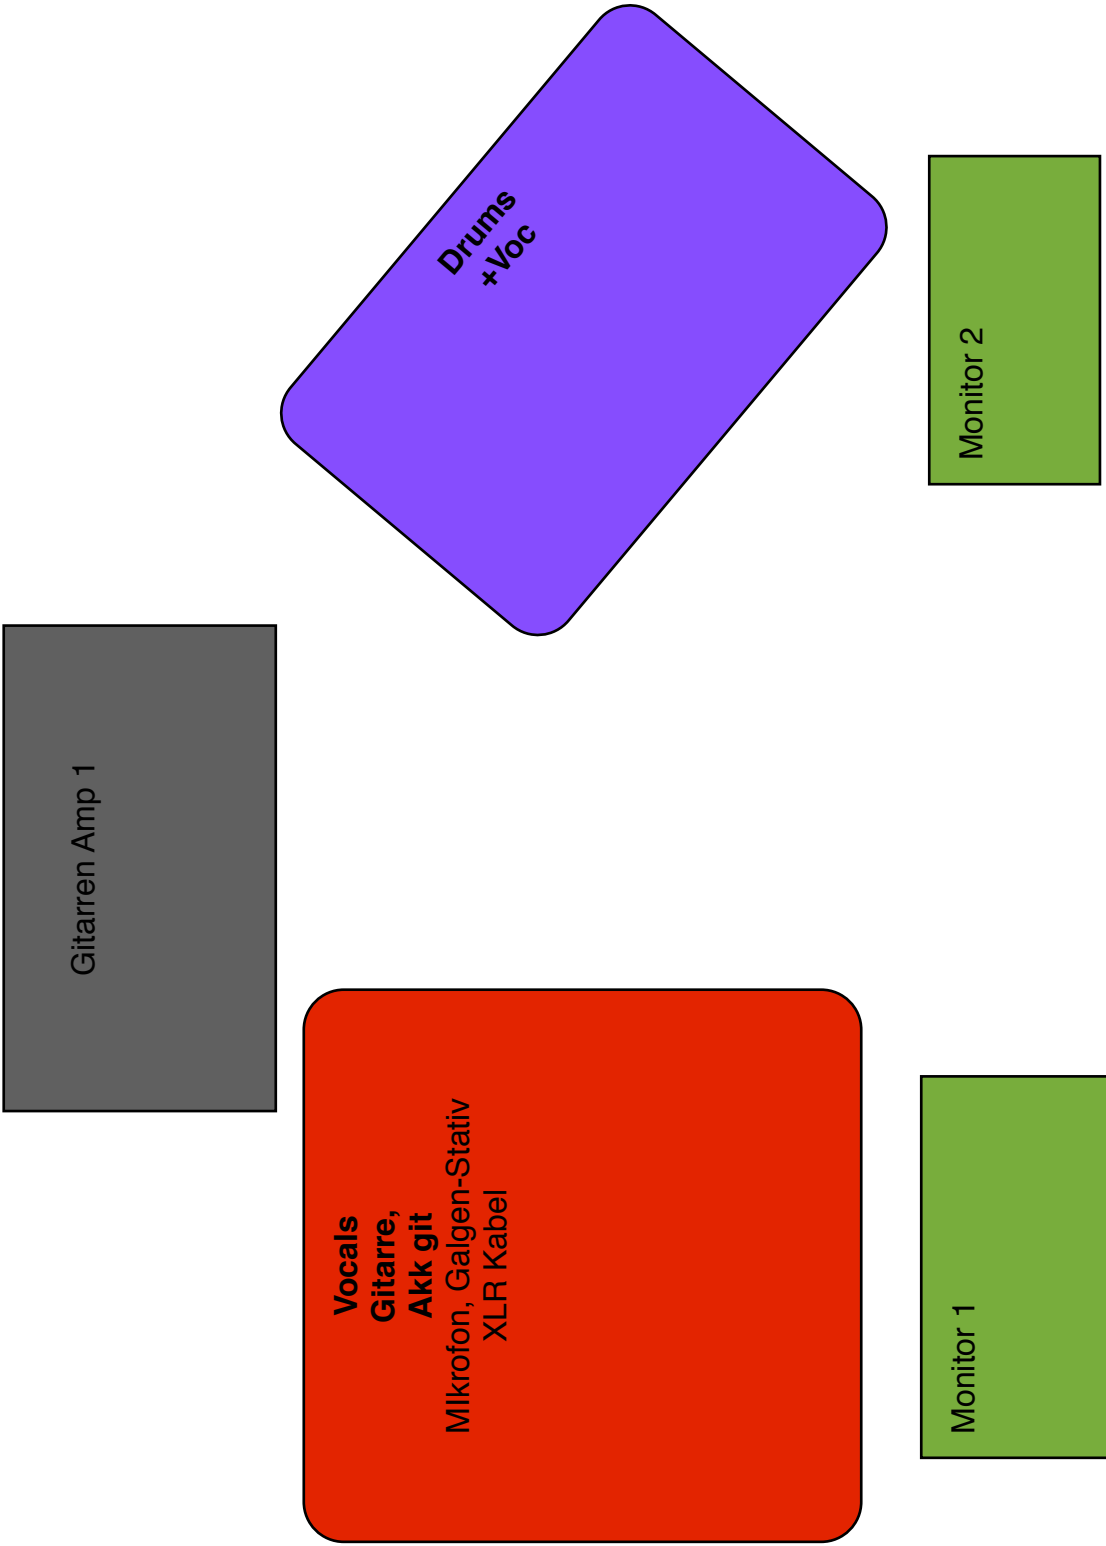 Gitarren Amp 1
Vocals
Gitarre,
Akk git
MIkrofon, Galgen-Stativ
XLR Kabel
Drums
+Voc
Monitor 1
Monitor 2